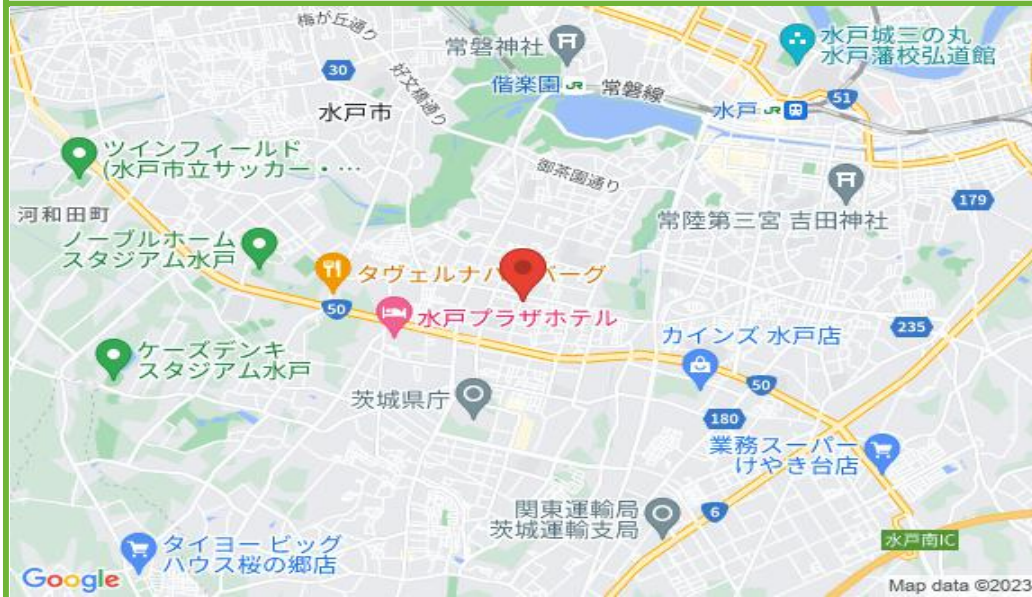 梅が丘通り
水戸城三の丸
水戸藩校弘道館
常磐神社
30
好文橋通り
偕楽園
JR
常磐線
水戸市
水戸
JR
51
ツインフィールド
(水戸市立サッカー・…
御茶園通り
179
河和田町
常陸第三宮 吉田神社
ノーブルホーム
スタジアム水戸
タヴェルナハ
バーグ
50
水戸プラザホテル
235
カインズ 水戸店
ケーズデンキ
スタジアム水戸
茨城県庁
50
180
業務スーパー
けやき台店
関東運輸局
茨城運輸支局
6
水戸南IC
タイヨー ビッグ
ハウス桜の郷店
Google
Map data ©2023